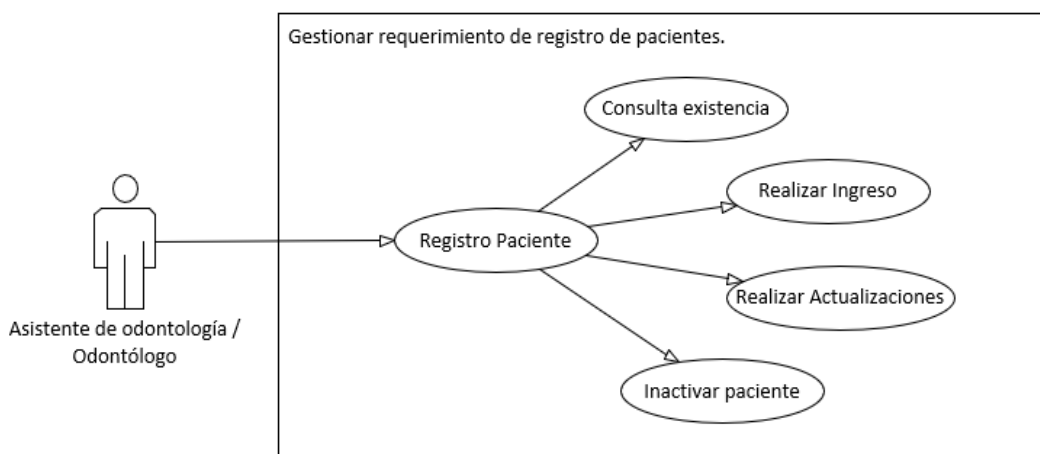 Gestionar requerimiento de registro de pacientes.
Consulta existencia
Realizar Ingreso
Registro Paciente
Realizar Actualizaciones
Asistente de odontología /
Odontólogo
Inactivar paciente